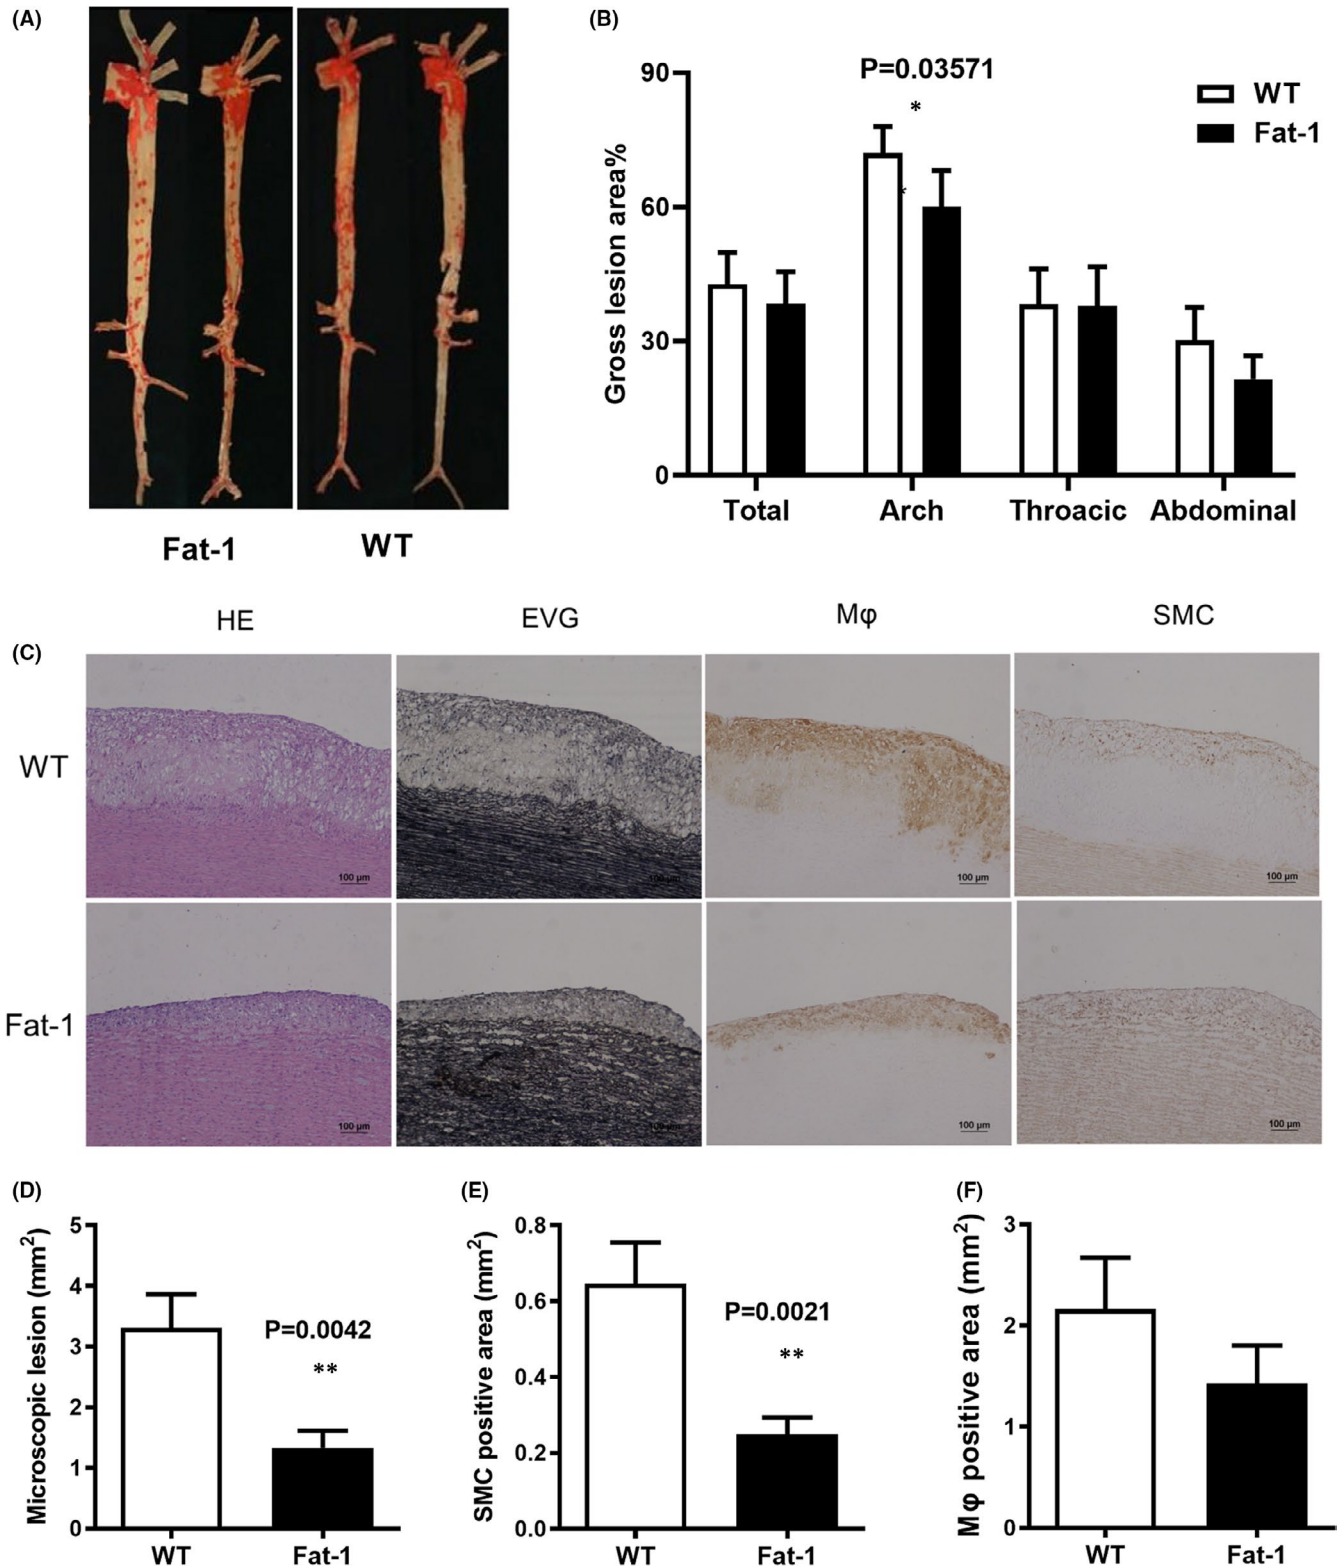 (A)
Fat-1
WT
(B)
P=0.03571
*
*
WT
Fat-1
Gross lesion area%
90
60
30
0
Total
Arch
Throacic
Abdominal
HE
EVG
Mφ
SMC
(C)
WT
100 µm
100 µm
100 µm
100 µm
Fat-1
100 µm
100 µm
100 µm
100 µm
(D)
Microscopic lesion (mm²)
5
4
3
2
1
0
P=0.0042
**
WT
Fat-1
(E)
SMC positive area (mm²)
0.8
0.6
0.4
0.2
0.0
P=0.0021
**
WT
Fat-1
(F)
Mφ positive area (mm²)
3
2
1
0
WT
Fat-1